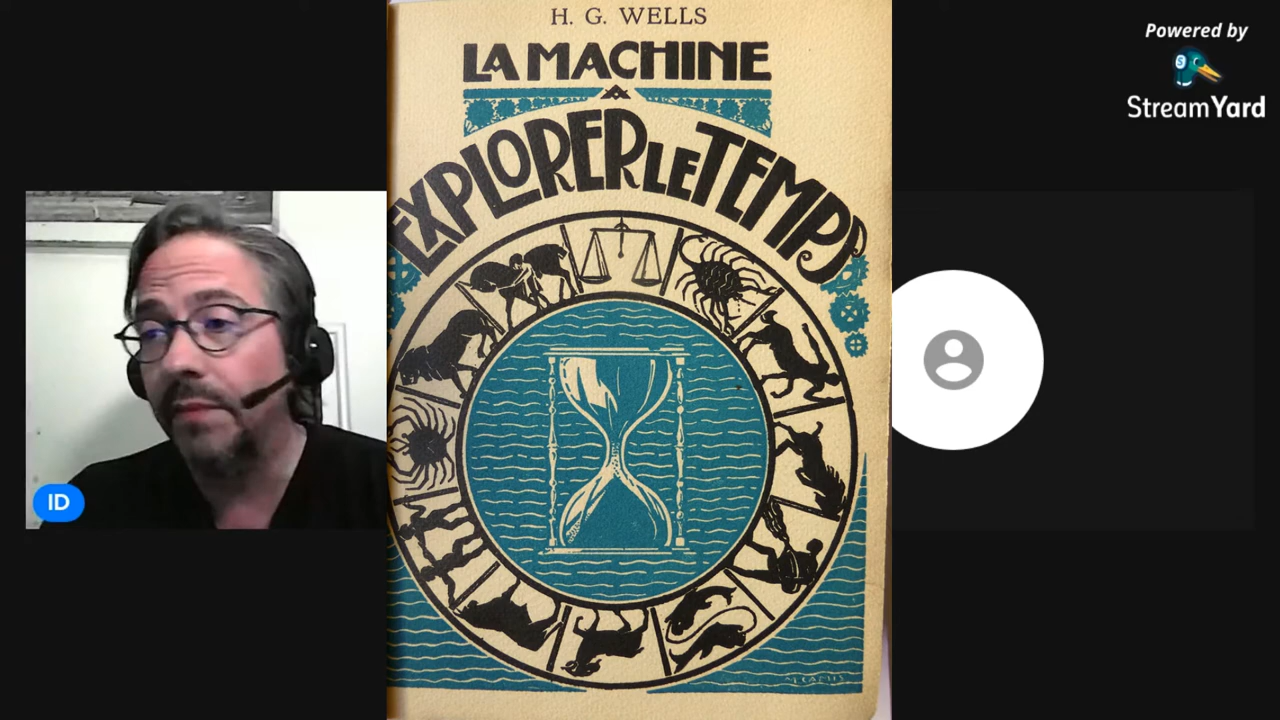 H. G. WELLS
LA MACHINE
A
EXPLORER LE TEMPS
Powered by
StreamYard
ID